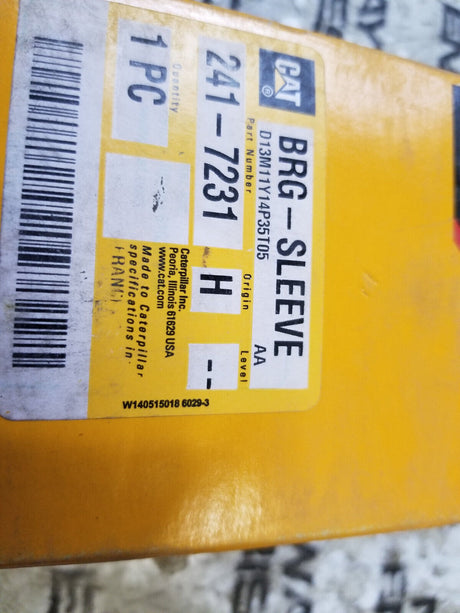 CAT
®
BRG-SLEEVE
D13M11Y14P35T05
AA
Part Number
Origin
Level
241-7231
H
--
Quantity
1 PC
Caterpillar Inc.
Peoria, Illinois 61629 USA
www.cat.com
Made to Caterpillar
specifications in:
FRANCE
W140515018 6029-3